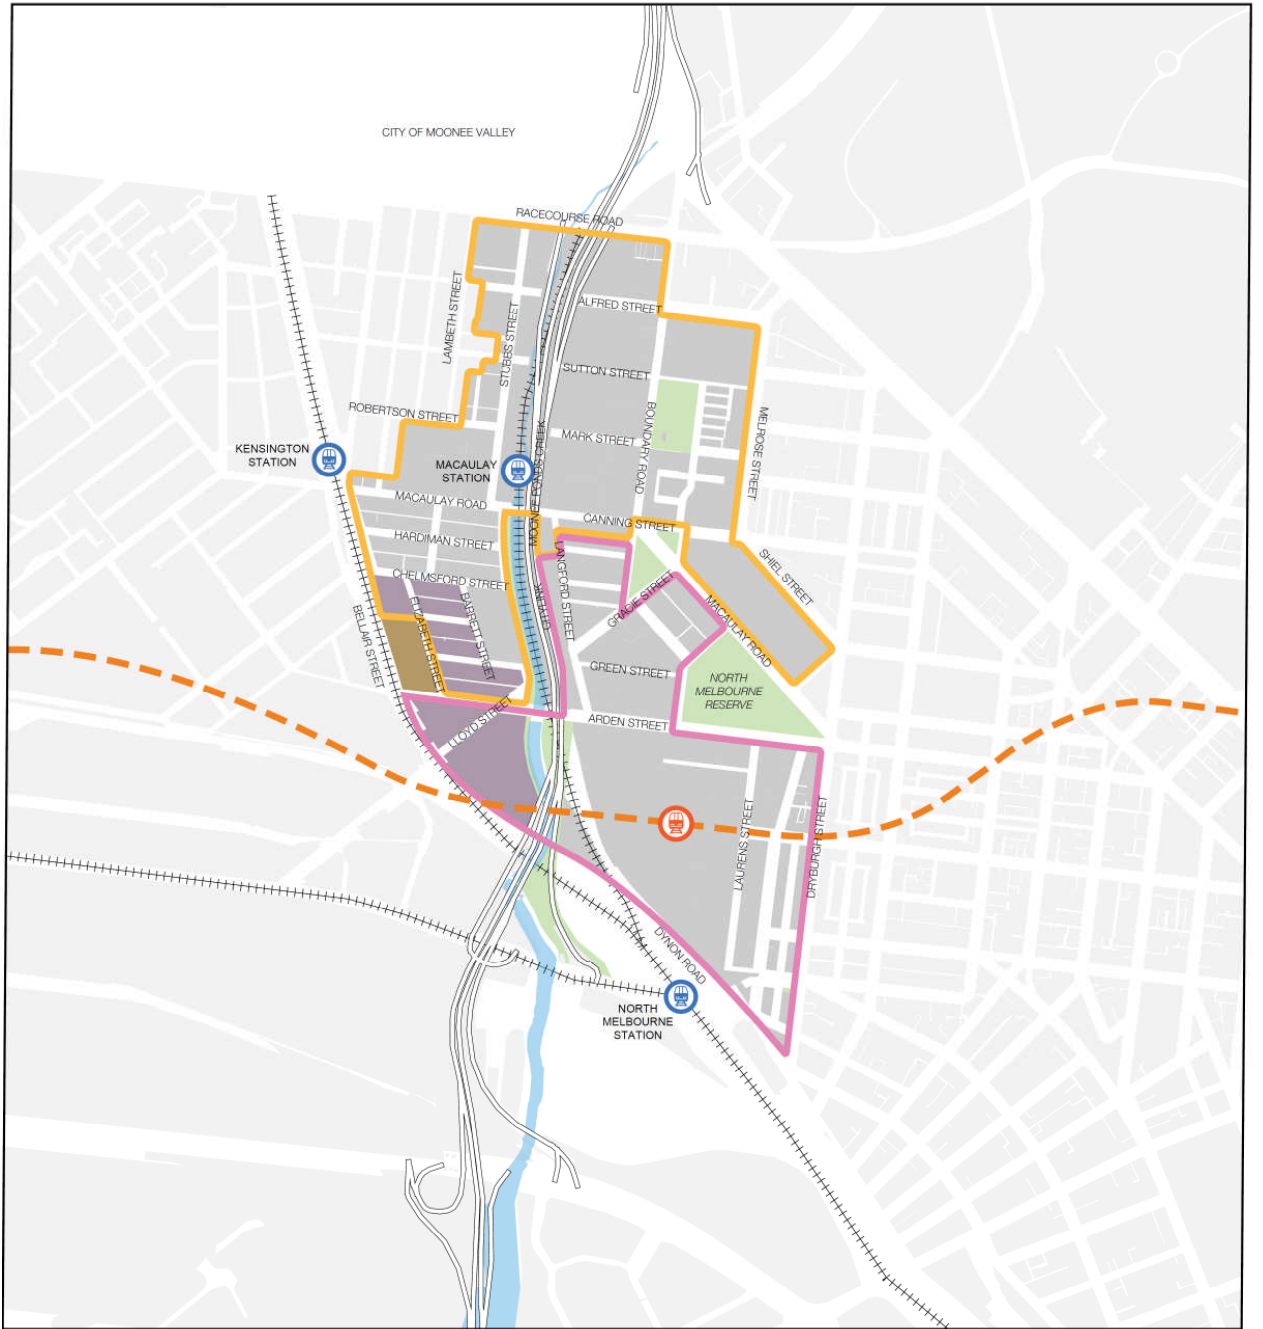 CITY OF MOONEE VALLEY
RACECOURSE ROAD
LAMBETH STREET
ALFRED STREET
STUBBS STREET
SUTTON STREET
ROBERTSON STREET
BOUNDARY ROAD
MELROSE STREET
MARK STREET
KENSINGTON
STATION
MACAULAY
STATION
MOONEE PONDS CREEK
MACAULAY ROAD
CANNING STREET
HARDIMAN STREET
LANGFORD STREET
SHIEL STREET
CHELMSFORD STREET
CITYLINK
GRACIE STREET
MACAULAY ROAD
BELLAIR STREET
ELIZABETH STREET
BARRETT STREET
GREEN STREET
NORTH
MELBOURNE
RESERVE
LLOYD STREET
ARDEN STREET
LAURENS STREET
DRYBURGH STREET
DYNON ROAD
NORTH
MELBOURNE
STATION